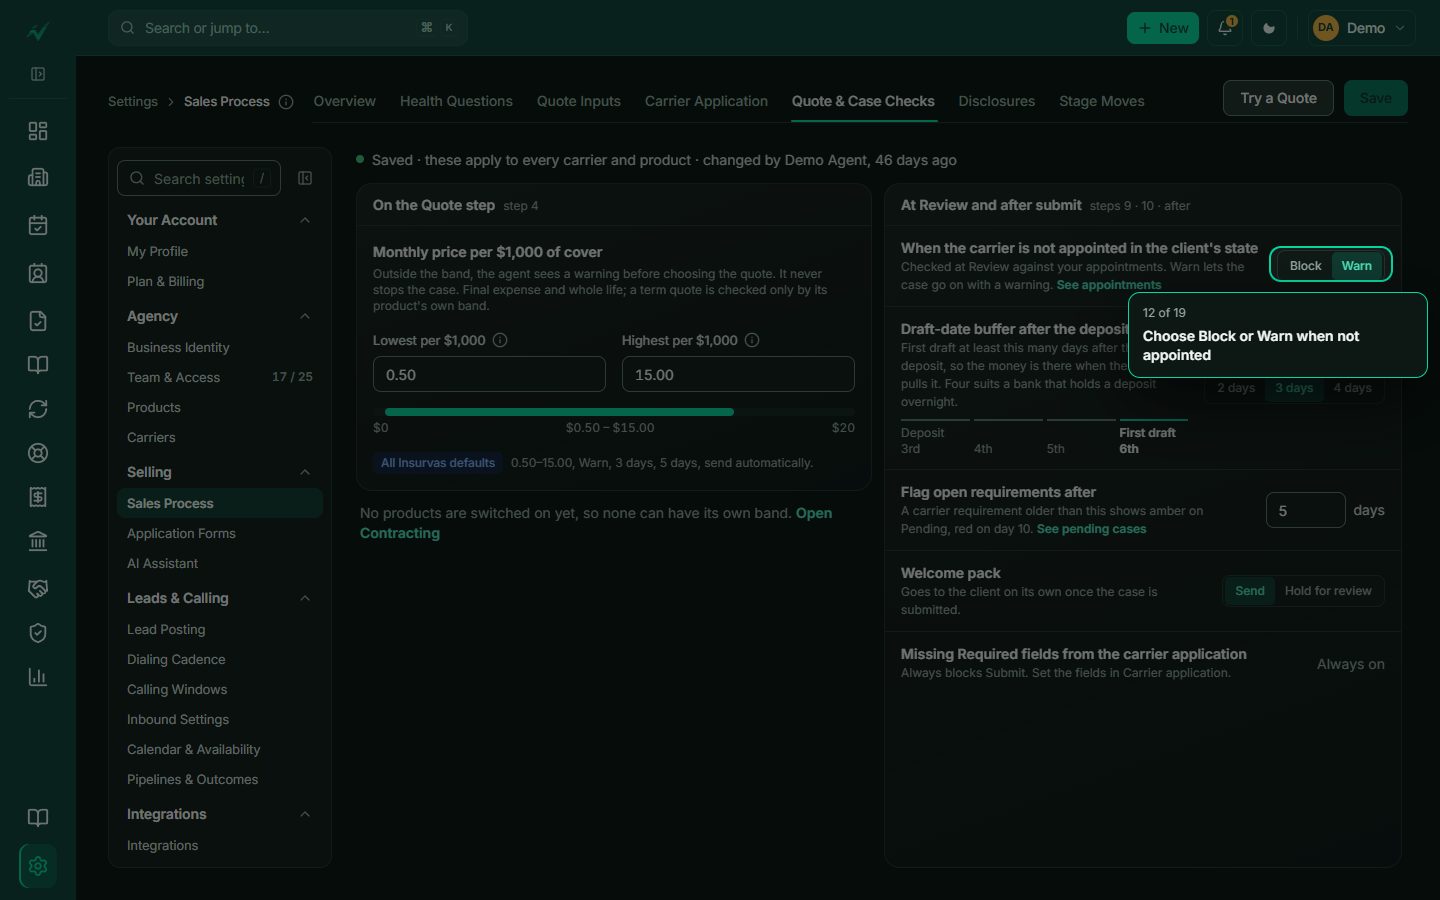 Search or jump to...
⌘ K
New
1
DA
Demo
Settings
Sales Process
Overview
Health Questions
Quote Inputs
Carrier Application
Quote & Case Checks
Disclosures
Stage Moves
Try a Quote
Save
Search setting
/
Your Account
My Profile
Plan & Billing
Agency
Business Identity
Team & Access 17 / 25
Products
Carriers
Selling
Sales Process
Application Forms
AI Assistant
Leads & Calling
Lead Posting
Dialing Cadence
Calling Windows
Inbound Settings
Calendar & Availability
Pipelines & Outcomes
Integrations
Integrations
Saved · these apply to every carrier and product · changed by Demo Agent, 46 days ago
On the Quote step step 4
Monthly price per $1,000 of cover
Outside the band, the agent sees a warning before choosing the quote. It never
stops the case. Final expense and whole life; a term quote is checked only by its
product's own band.
Lowest per $1,000
Highest per $1,000
0.50
15.00
$0
$0.50 – $15.00
$20
All Insurvas defaults 0.50–15.00, Warn, 3 days, 5 days, send automatically.
No products are switched on yet, so none can have its own band. Open
Contracting
At Review and after submit steps 9 · 10 · after
When the carrier is not appointed in the client's state
Checked at Review against your appointments. Warn lets the
case go on with a warning. See appointments
Block
Warn
12 of 19
Choose Block or Warn when not
appointed
Draft-date buffer after the deposit
First draft at least this many days after th
deposit, so the money is there when the
pulls it. Four suits a bank that holds a deposit
overnight.
2 days
3 days
4 days
Deposit
3rd
4th
5th
First draft
6th
Flag open requirements after
A carrier requirement older than this shows amber on
Pending, red on day 10. See pending cases
5
days
Welcome pack
Goes to the client on its own once the case is
submitted.
Send
Hold for review
Missing Required fields from the carrier application
Always blocks Submit. Set the fields in Carrier application.
Always on